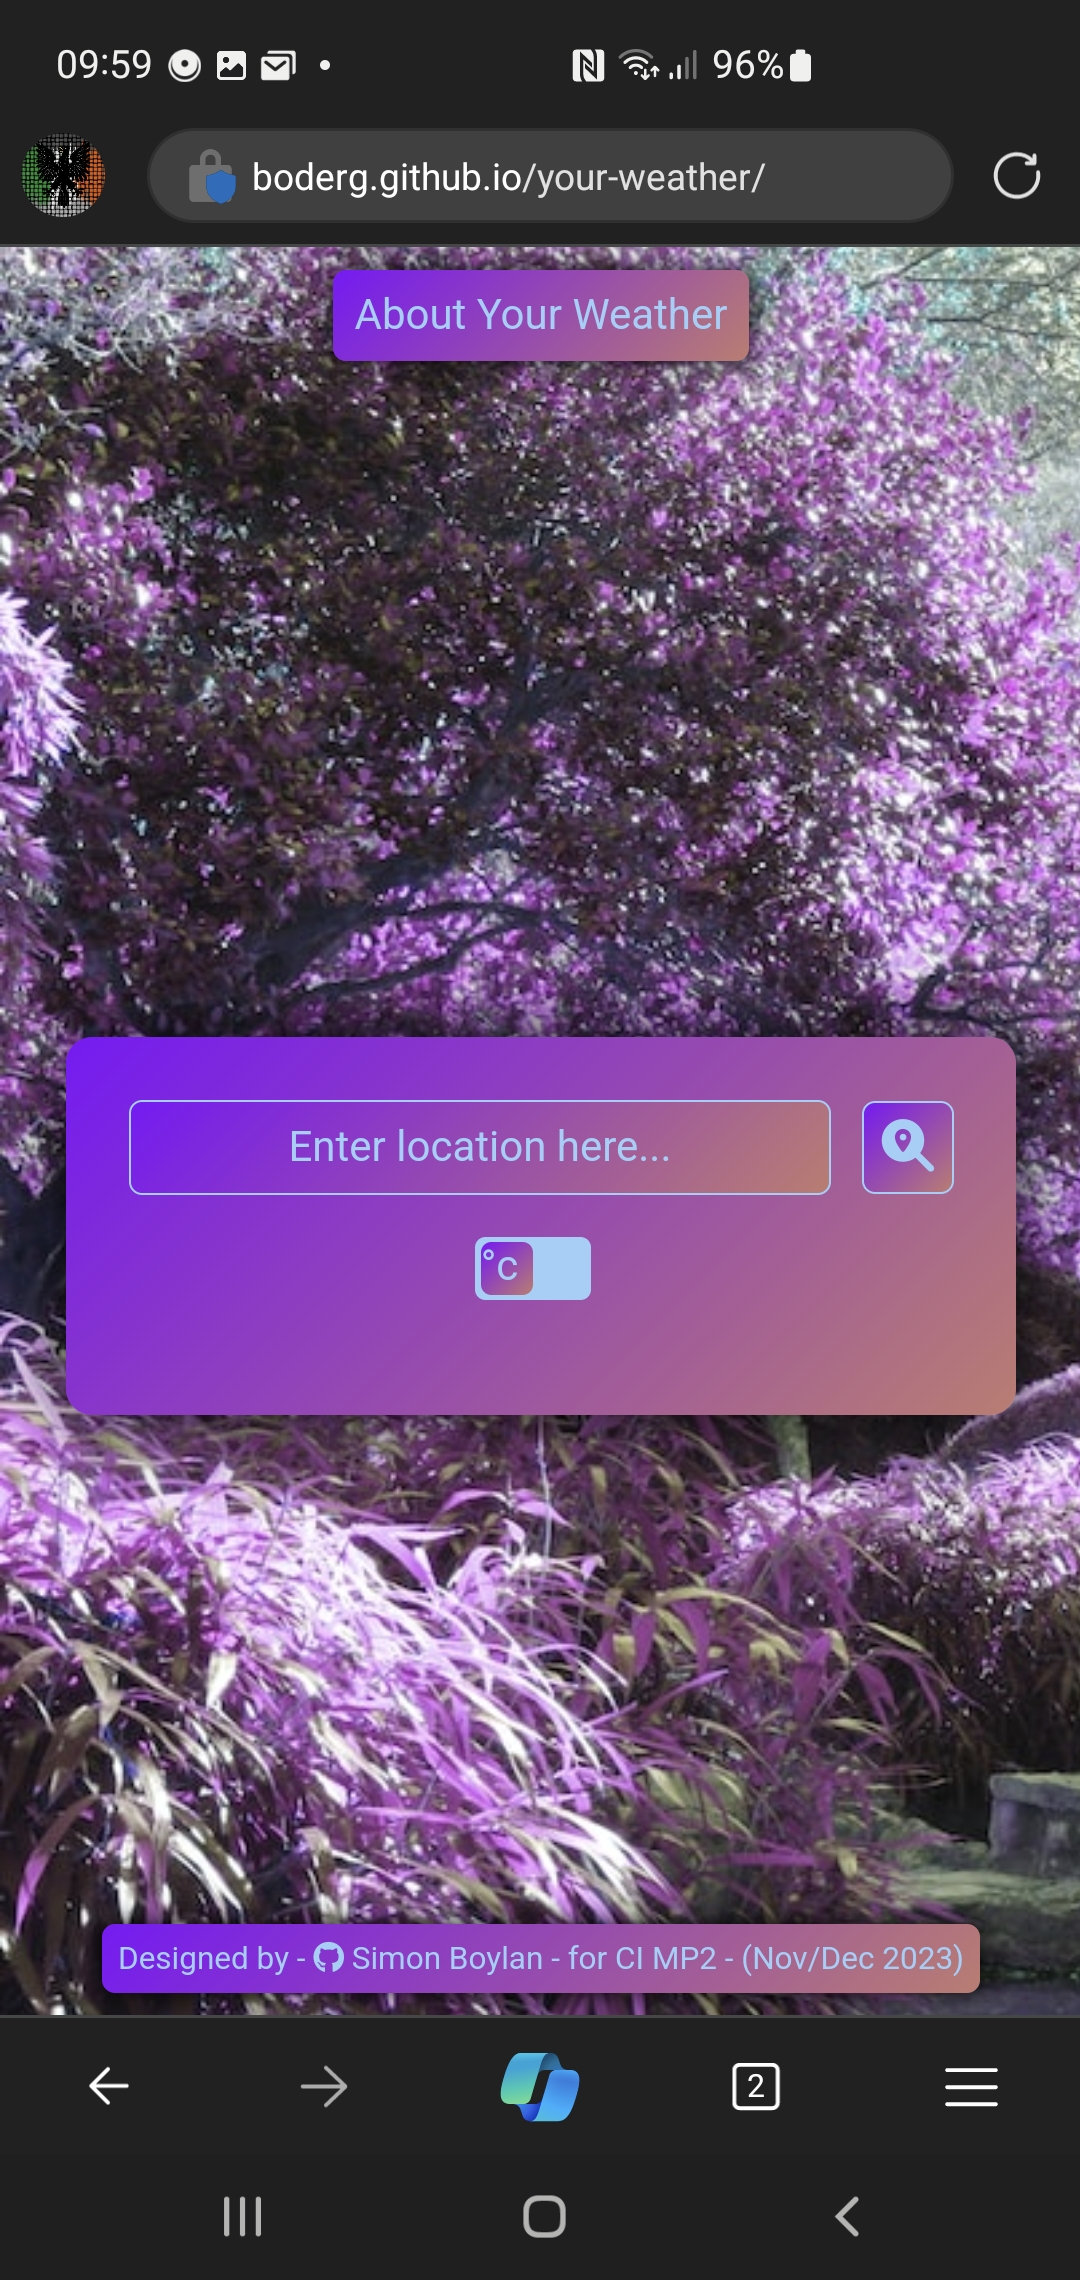 09:59 96%
boderg.github.io/your-weather/
About Your Weather
Enter location here...
°C
Designed by - Simon Boylan - for CI MP2 - (Nov/Dec 2023)
2